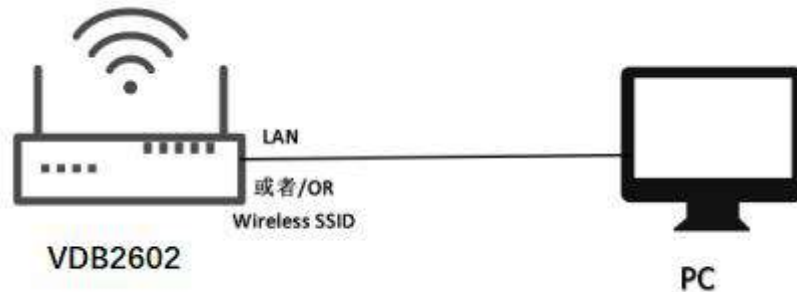 LAN
或者/OR
Wireless SSID
VDB2602
PC